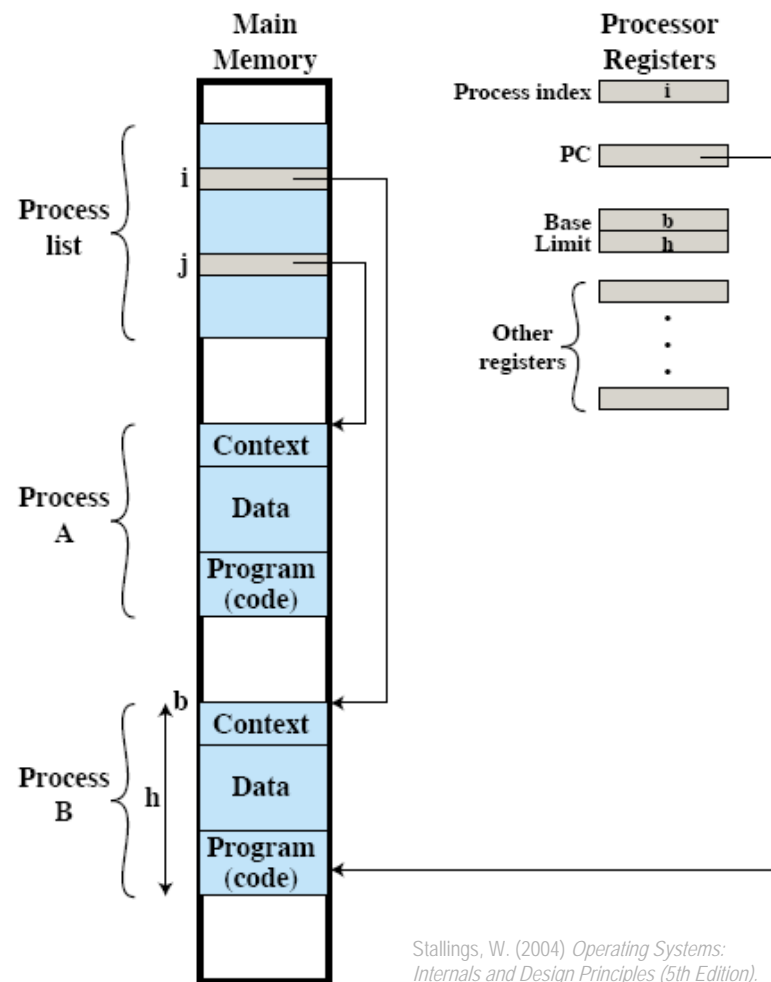 Main
Memory
Processor
Registers
Process index
i
PC
Base
b
Limit
h
Other
registers
Process
list
i
j
Process
A
Context
Data
Program
(code)
b
Process
B
h
Context
Data
Program
(code)
Stallings, W. (2004) Operating Systems:
Internals and Design Principles (5th Edition).